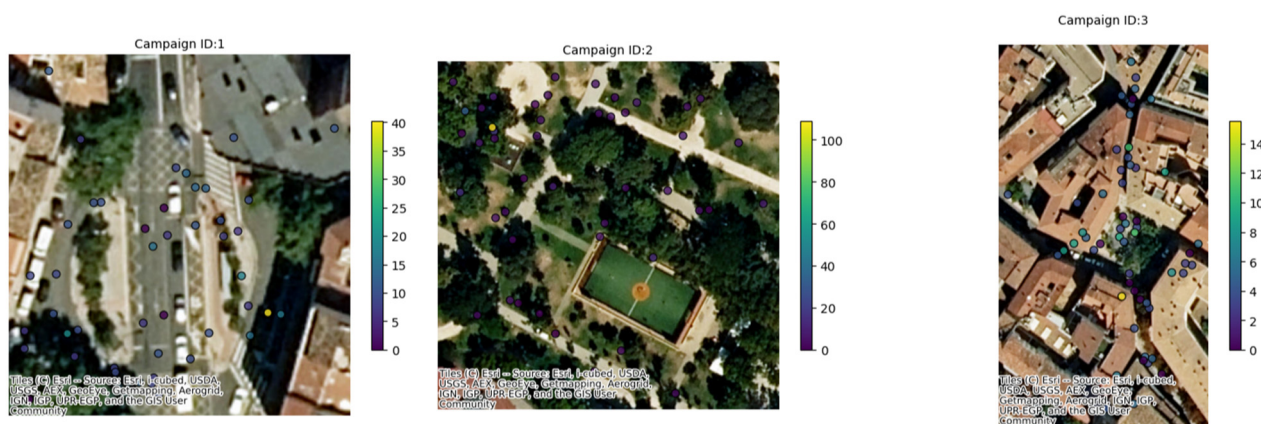 Campaign ID:1
40
35
30
25
20
15
10
5
0
Tiles (C) Esri -- Source: Esri, i-cubed, USDA,
USGS, AEX, GeoEye, Getmapping, Aerogrid,
IGN, IGP, UPR-EGP, and the GIS User
Community
Campaign ID:2
100
80
60
40
20
0
Tiles (C) Esri -- Source: Esri, i-cubed, USDA,
USGS, AEX, GeoEye, Getmapping, Aerogrid,
IGN, IGP, UPR-EGP, and the GIS User
Community
Campaign ID:3
14
12
10
8
6
4
2
0
Tiles (C) Esri -- Source: Esri, i-cubed,
USDA, USGS, AEX, GeoEye,
Getmapping, Aerogrid, IGN, IGP,
UPR-EGP, and the GIS User
Community